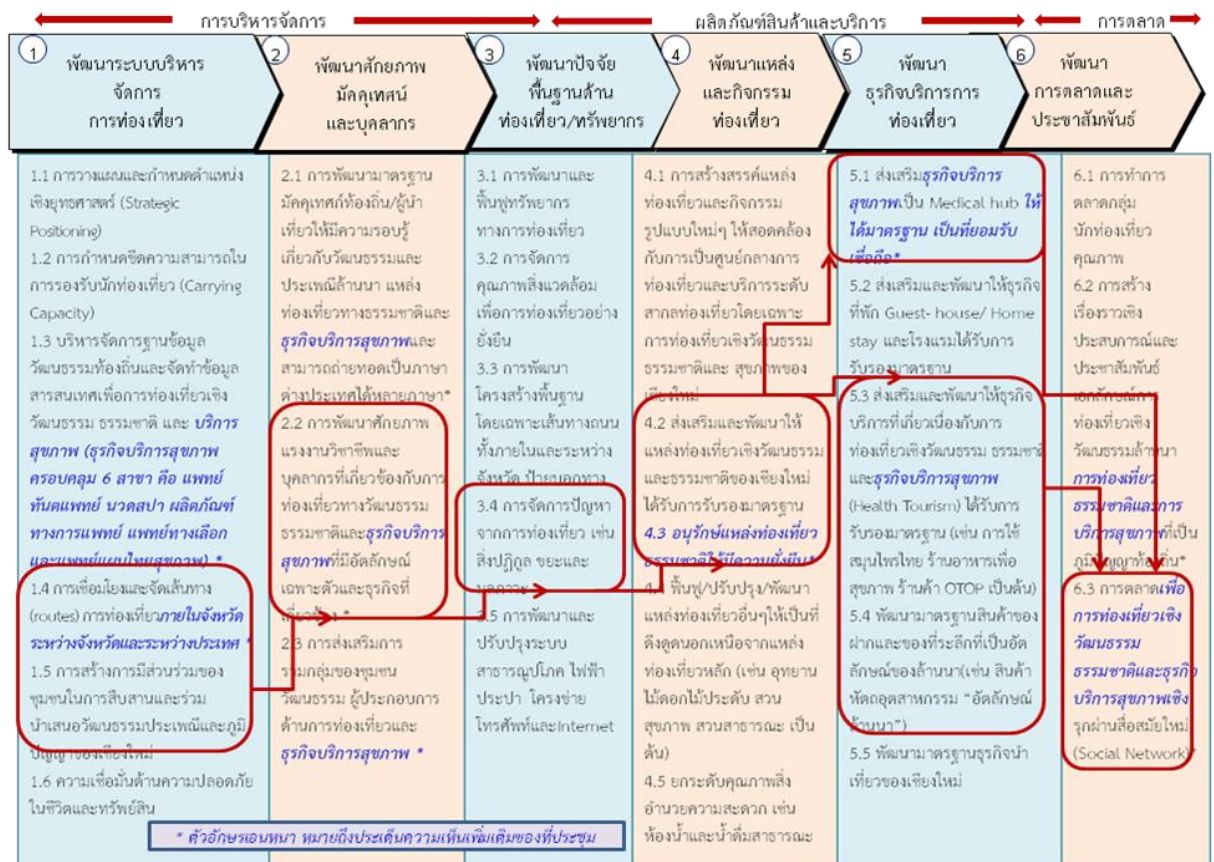 การบริหารจัดการ
ผลิตภัณฑ์สินค้าและบริการ
การตลาด
1
พัฒนาระบบบริหาร
จัดการ
การท่องเที่ยว
2
พัฒนาศักยภาพ
มัคคุเทศน์
และบุคลากร
3
พัฒนาปัจจัย
พื้นฐานด้าน
ท่องเที่ยว/ทรัพยากร
4
พัฒนาแหล่ง
และกิจกรรม
ท่องเที่ยว
5
พัฒนา
ธุรกิจบริการการ
ท่องเที่ยว
6
พัฒนา
การตลาดและ
ประชาสัมพันธ์
1.1 การวางแผนและกำหนดตำแหน่ง
เชิงยุทธศาสตร์ (Strategic
Positioning)
1.2 การกำหนดขีดความสามารถใน
การรองรับนักท่องเที่ยว (Carrying
Capacity)
1.3 บริหารจัดการฐานข้อมูล
วัฒนธรรมท้องถิ่นและจัดทำข้อมูล
สารสนเทศเพื่อการท่องเที่ยวเชิง
วัฒนธรรม ธรรมชาติ และ บริการ
สุขภาพ (ธุรกิจบริการสุขภาพ
ครอบคลุม 6 สาขา คือ แพทย์
ทันตแพทย์ นวดสปา ผลิตภัณฑ์
ทางการแพทย์ แพทย์ทางเลือก
และแพทย์แผนไทยสุขภาพ) *
1.4 การเชื่อมโยงและจัดเส้นทาง
(routes) การท่องเที่ยวภายในจังหวัด
ระหว่างจังหวัดและระหว่างประเทศ *
1.5 การสร้างการมีส่วนร่วมของ
ชุมชนในการสืบสานและร่วม
นำเสนอวัฒนธรรมประเพณีและภูมิ
ปัญญาของเชียงใหม่
1.6 ความเชื่อมั่นด้านความปลอดภัย
ในชีวิตและทรัพย์สิน
2.1 การพัฒนามาตรฐาน
มัคคุเทศก์ท้องถิ่น/ผู้นำ
เที่ยวให้มีความรอบรู้
เกี่ยวกับวัฒนธรรมและ
ประเพณีล้านนา แหล่ง
ท่องเที่ยวทางธรรมชาติและ
ธุรกิจบริการสุขภาพและ
สามารถถ่ายทอดเป็นภาษา
ต่างประเทศได้หลายภาษา*
2.2 การพัฒนาศักยภาพ
แรงงานวิชาชีพและ
บุคลากรที่เกี่ยวข้องกับการ
ท่องเที่ยวทางวัฒนธรรม
ธรรมชาติและธุรกิจบริการ
สุขภาพที่มีอัตลักษณ์
เฉพาะตัวและธุรกิจที่
เกี่ยวข้อง *
2.3 การส่งเสริมการ
รวมกลุ่มของชุมชน
วัฒนธรรม ผู้ประกอบการ
ด้านการท่องเที่ยวและ
ธุรกิจบริการสุขภาพ *
3.1 การพัฒนาและ
ฟื้นฟูทรัพยากร
ทางการท่องเที่ยว
3.2 การจัดการ
คุณภาพสิ่งแวดล้อม
เพื่อการท่องเที่ยวอย่าง
ยั่งยืน
3.3 การพัฒนา
โครงสร้างพื้นฐาน
โดยเฉพาะเส้นทางถนน
ทั้งภายในและระหว่าง
จังหวัด ป้ายบอกทาง
3.4 การจัดการปัญหา
จากการท่องเที่ยว เช่น
สิ่งปฏิกูล ขยะและ
มลภาวะ
3.5 การพัฒนาและ
ปรับปรุงระบบ
สาธารณูปโภค ไฟฟ้า
ประปา โครงข่าย
โทรศัพท์และInternet
4.1 การสร้างสรรค์แหล่ง
ท่องเที่ยวและกิจกรรม
รูปแบบใหม่ๆ ให้สอดคล้อง
กับการเป็นศูนย์กลางการ
ท่องเที่ยวและบริการระดับ
สากลท่องเที่ยวโดยเฉพาะ
การท่องเที่ยวเชิงวัฒนธรรม
ธรรมชาติและ สุขภาพของ
เชียงใหม่
4.2 ส่งเสริมและพัฒนาให้
แหล่งท่องเที่ยวเชิงวัฒนธรรม
และธรรมชาติของเชียงใหม่
ได้รับการรับรองมาตรฐาน
4.3 อนุรักษ์แหล่งท่องเที่ยว
ธรรมชาติให้มีความยั่งยืน*
4.4 ฟื้นฟู/ปรับปรุง/พัฒนา
แหล่งท่องเที่ยวอื่นๆให้เป็นที่
ดึงดูดนอกเหนือจากแหล่ง
ท่องเที่ยวหลัก (เช่น อุทยาน
ไม้ดอกไม้ประดับ สวน
สุขภาพ สวนสาธารณะ เป็น
ต้น)
4.5 ยกระดับคุณภาพสิ่ง
อำนวยความสะดวก เช่น
ห้องน้ำและน้ำดื่มสาธารณะ
5.1 ส่งเสริมธุรกิจบริการ
สุขภาพเป็น Medical hub ให้
ได้มาตรฐาน เป็นที่ยอมรับ
เชื่อถือ*
5.2 ส่งเสริมและพัฒนาให้ธุรกิจ
ที่พัก Guest- house/ Home
stay และโรงแรมได้รับการ
รับรองมาตรฐาน
5.3 ส่งเสริมและพัฒนาให้ธุรกิจ
บริการที่เกี่ยวเนื่องกับการ
ท่องเที่ยวเชิงวัฒนธรรม ธรรมชาติ
และธุรกิจบริการสุขภาพ
(Health Tourism) ได้รับการ
รับรองมาตรฐาน (เช่น การใช้
สมุนไพรไทย ร้านอาหารเพื่อ
สุขภาพ ร้านค้า OTOP เป็นต้น)
5.4 พัฒนามาตรฐานสินค้าของ
ฝากและของที่ระลึกที่เป็นอัต
ลักษณ์ของล้านนา(เช่น สินค้า
หัตถอุตสาหกรรม “อัตลักษณ์
ล้านนา”)
5.5 พัฒนามาตรฐานธุรกิจนำ
เที่ยวของเชียงใหม่
6.1 การทำการ
ตลาดกลุ่ม
นักท่องเที่ยว
คุณภาพ
6.2 การสร้าง
เรื่องราวเชิง
ประสบการณ์และ
ประชาสัมพันธ์
เอกลักษณ์การ
ท่องเที่ยวเชิง
วัฒนธรรมล้านนา
การท่องเที่ยว
ธรรมชาติและการ
บริการสุขภาพที่เป็น
ภูมิปัญญาท้องถิ่น*
6.3 การตลาดเพื่อ
การท่องเที่ยวเชิง
วัฒนธรรม
ธรรมชาติและธุรกิจ
บริการสุขภาพเชิง
รุกผ่านสื่อสมัยใหม่
(Social Network)*
* ตัวอักษรเอนหนา หมายถึงประเด็นความเห็นเพิ่มเติมของที่ประชุม